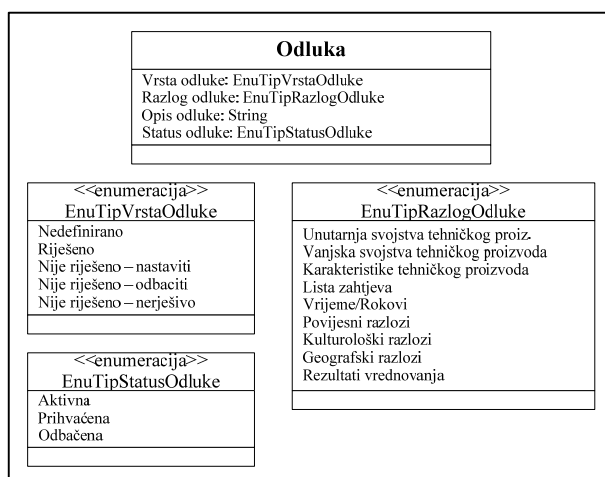 Odluka
Vrsta odluke: EnuTipVrstaOdluke
Razlog odluke: EnuTipRazlogOdluke
Opis odluke: String
Status odluke: EnuTipStatusOdluke
<<enumeracija>>
EnuTipVrstaOdluke
Nedefinirano
Riješeno
Nije riješeno – nastaviti
Nije riješeno – odbaciti
Nije riješeno – nerješivo
<<enumeracija>>
EnuTipRazlogOdluke
Unutarnja svojstva tehničkog proiz.
Vanjska svojstva tehničkog proizvoda
Karakteristike tehničkog proizvoda
Lista zahtjeva
Vrijeme/Rokovi
Povijesni razlozi
Kulturološki razlozi
Geografski razlozi
Rezultati vrednovanja
<<enumeracija>>
EnuTipStatusOdluke
Aktivna
Prihvaćena
Odbačena